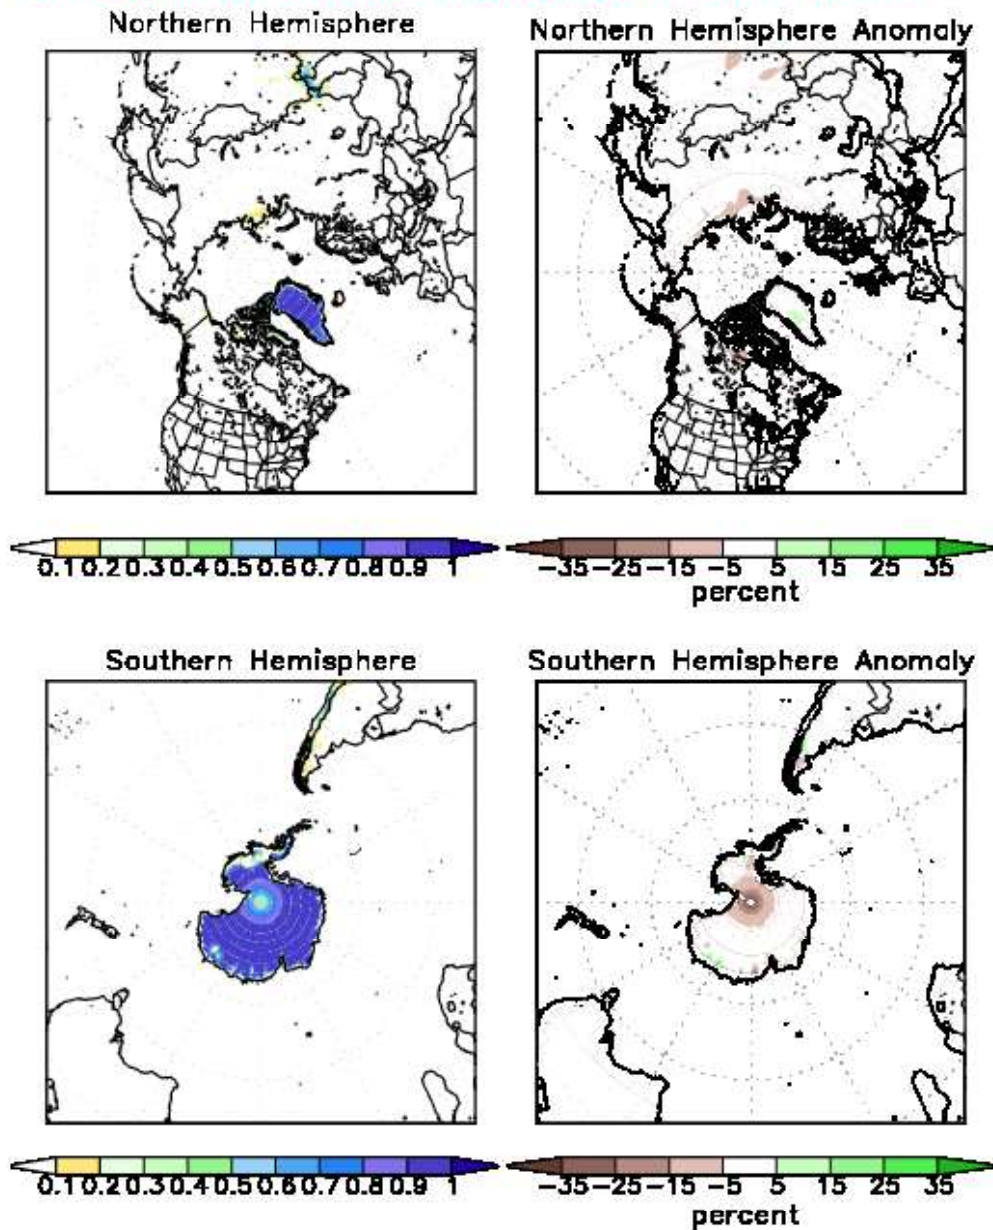 Northern Hemisphere
Northern Hemisphere Anomaly
0.1 0.2 0.3 0.4 0.5 0.6 0.7 0.8 0.9 1
-35 -25 -15 -5 5 15 25 35
percent
Southern Hemisphere
Southern Hemisphere Anomaly
0.1 0.2 0.3 0.4 0.5 0.6 0.7 0.8 0.9 1
-35 -25 -15 -5 5 15 25 35
percent